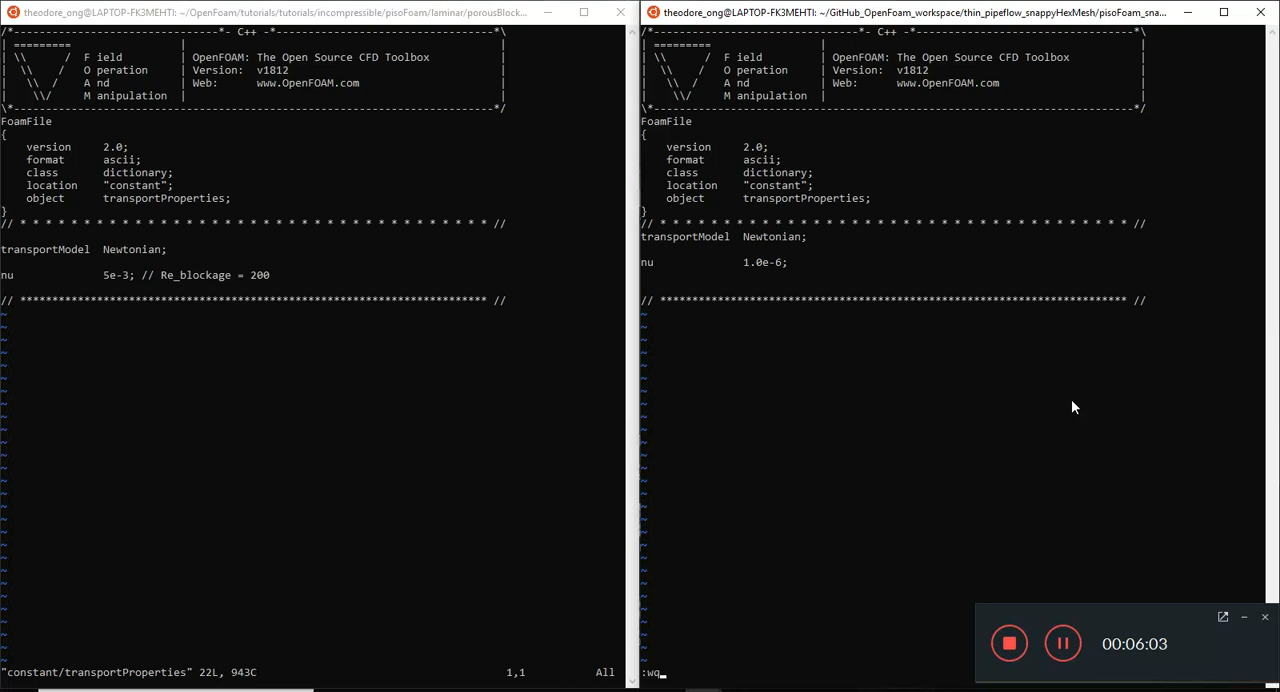 theodore_ong@LAPTOP-FK3MEHTI: ~/OpenFoam/tutorials/tutorials/incompressible/pisoFoam/laminar/porousBlock...
/*--------------------------------*- C++ -*----------------------------------*\
| =========                 |                                                 |
| \\      /  F ield         | OpenFOAM: The Open Source CFD Toolbox           |
|  \\    /   O peration     | Version:  v1812                                 |
|   \\  /    A nd           | Web:      www.OpenFOAM.com                      |
|    \\/     M anipulation  |                                                 |
\*---------------------------------------------------------------------------*/
FoamFile
{
    version     2.0;
    format      ascii;
    class       dictionary;
    location    "constant";
    object      transportProperties;
}
// * * * * * * * * * * * * * * * * * * * * * * * * * * * * * * * * * * * * * //
transportModel  Newtonian;
nu              5e-3; // Re_blockage = 200
// ************************************************************************* //
"constant/transportProperties" 22L, 943C                                       1,1           All
theodore_ong@LAPTOP-FK3MEHTI: ~/GitHub_OpenFoam_workspace/thin_pipeflow_snappyHexMesh/pisoFoam_sna...
/*--------------------------------*- C++ -*----------------------------------*\
| =========                 |                                                 |
| \\      /  F ield         | OpenFOAM: The Open Source CFD Toolbox           |
|  \\    /   O peration     | Version:  v1812                                 |
|   \\  /    A nd           | Web:      www.OpenFOAM.com                      |
|    \\/     M anipulation  |                                                 |
\*---------------------------------------------------------------------------*/
FoamFile
{
    version     2.0;
    format      ascii;
    class       dictionary;
    location    "constant";
    object      transportProperties;
}
// * * * * * * * * * * * * * * * * * * * * * * * * * * * * * * * * * * * * * //
transportModel  Newtonian;
nu              1.0e-6;
// ************************************************************************* //
:wq
00:06:03